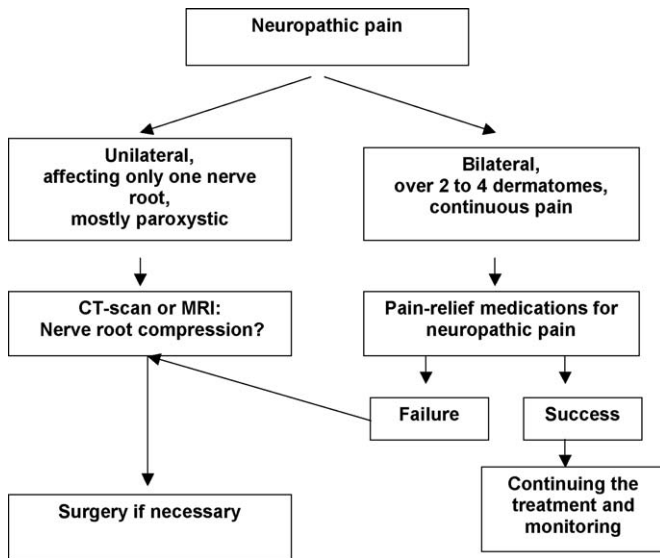 Neuropathic pain
Unilateral,
affecting only one nerve
root,
mostly paroxystic
Bilateral,
over 2 to 4 dermatomes,
continuous pain
CT-scan or MRI:
Nerve root compression?
Pain-relief medications for
neuropathic pain
Failure
Success
Surgery if necessary
Continuing the
treatment and
monitoring